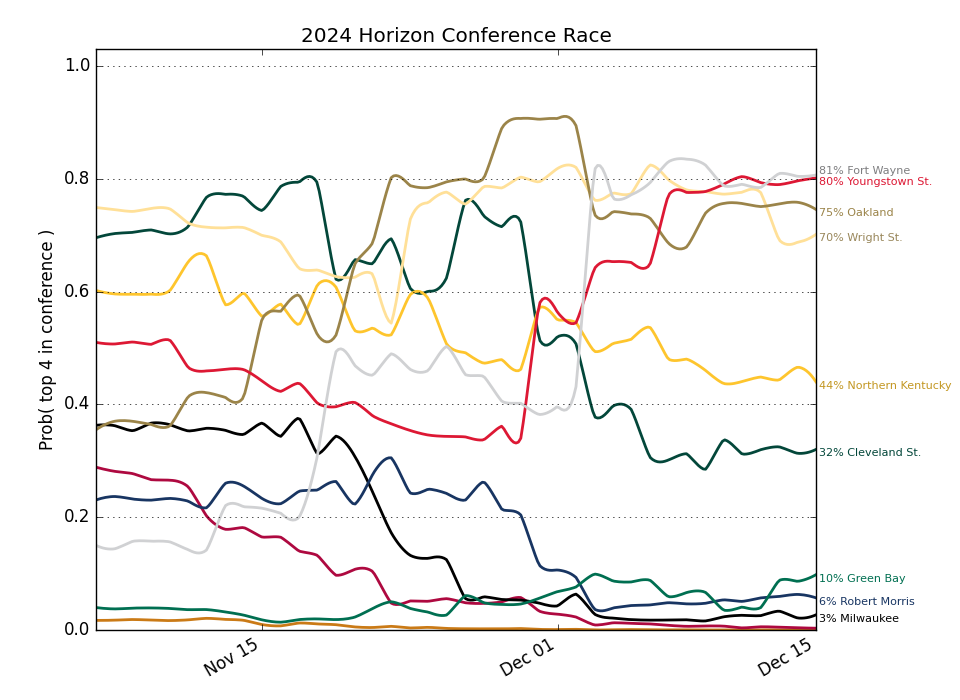 2024 Horizon Conference Race
Prob( top 4 in conference )
1.0
0.8
0.6
0.4
0.2
0.0
Nov 15
Dec 01
Dec 15
81% Fort Wayne
80% Youngstown St.
75% Oakland
70% Wright St.
44% Northern Kentucky
32% Cleveland St.
10% Green Bay
6% Robert Morris
3% Milwaukee